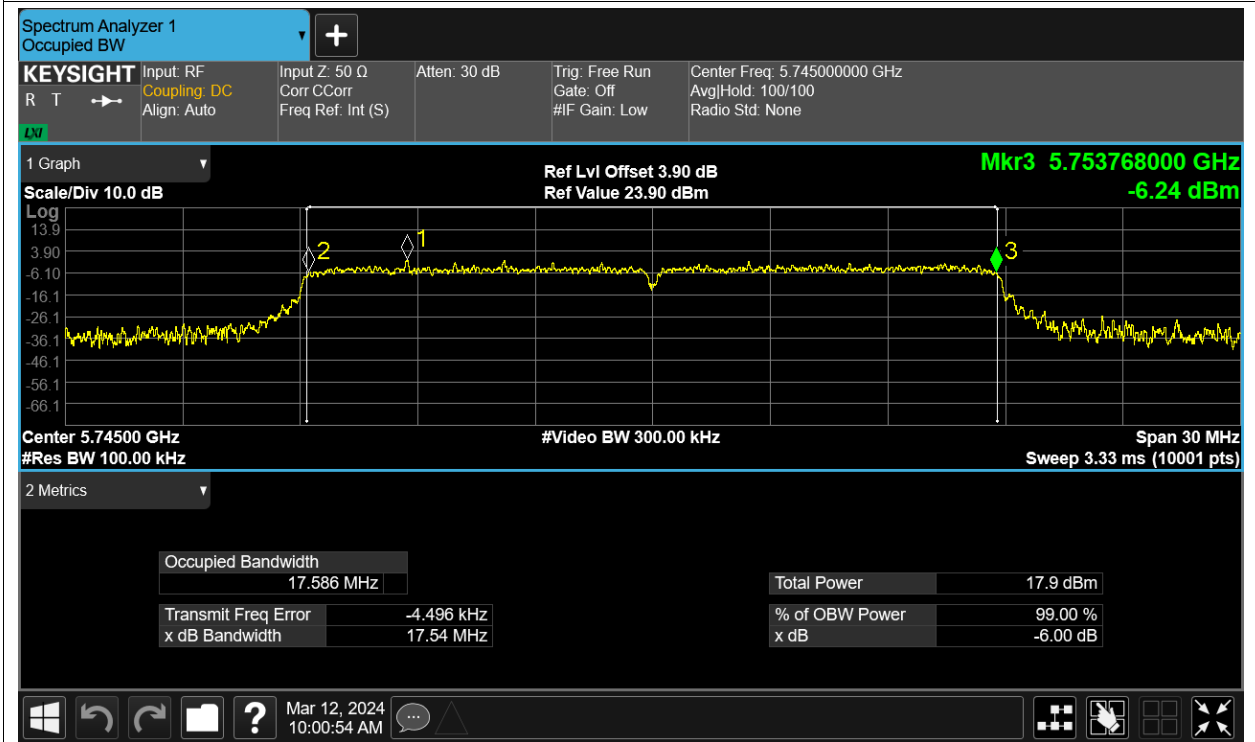 Spectrum Analyzer 1
Occupied BW
KEYSIGHT
R T
LXI
Input: RF
Coupling: DC
Align: Auto
Input Z: 50 Ω
Corr CCorr
Freq Ref: Int (S)
Atten: 30 dB
Trig: Free Run
Gate: Off
#IF Gain: Low
Center Freq: 5.745000000 GHz
Avg|Hold: 100/100
Radio Std: None
1 Graph
Scale/Div 10.0 dB
Ref Lvl Offset 3.90 dB
Ref Value 23.90 dBm
Mkr3 5.753768000 GHz
-6.24 dBm
Log
13.9
3.90
-6.10
-16.1
-26.1
-36.1
-46.1
-56.1
-66.1
2
1
3
Center 5.74500 GHz
#Res BW 100.00 kHz
#Video BW 300.00 kHz
Span 30 MHz
Sweep 3.33 ms (10001 pts)
2 Metrics
Occupied Bandwidth
17.586 MHz
Transmit Freq Error -4.496 kHz
x dB Bandwidth 17.54 MHz
Total Power 17.9 dBm
% of OBW Power 99.00 %
x dB -6.00 dB
?
Mar 12, 2024
10:00:54 AM